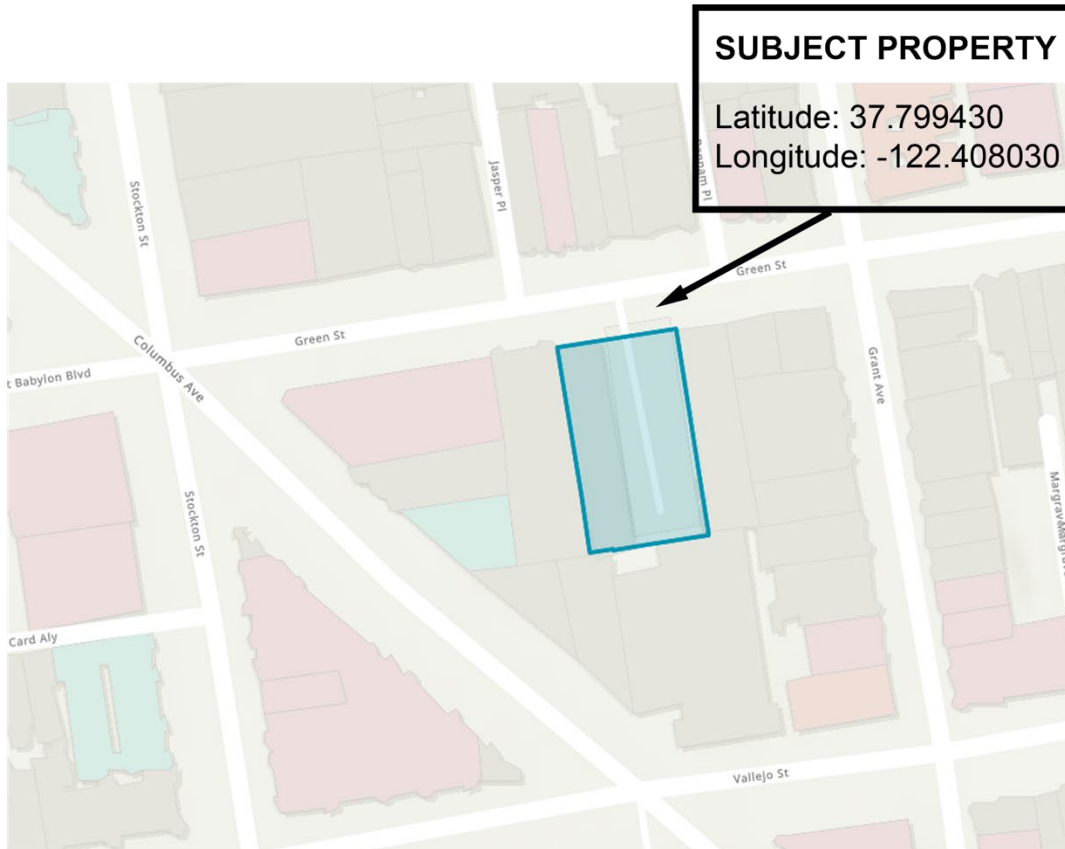 SUBJECT PROPERTY
Latitude: 37.799430
Longitude: -122.408030
Stockton St
Jasper Pl
Green St
Green St
Columbus Ave
t Babylon Blvd
Grant Ave
Stockton St
Card Aly
Vallejo St